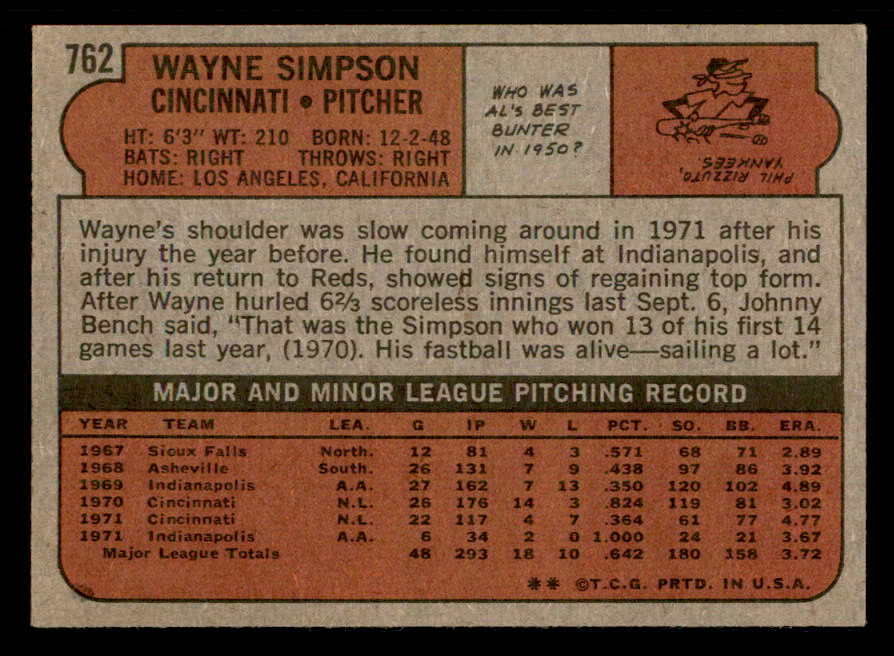 762
WAYNE SIMPSON
CINCINNATI • PITCHER
HT: 6'3" WT: 210 BORN: 12-2-48
BATS: RIGHT THROWS: RIGHT
HOME: LOS ANGELES, CALIFORNIA
WHO WAS
AL'S BEST
BUNTER
IN 1950?
PHIL RIZZUTO,
YANKEES.
Wayne's shoulder was slow coming around in 1971 after his
injury the year before. He found himself at Indianapolis, and
after his return to Reds, showed signs of regaining top form.
After Wayne hurled 6⅔ scoreless innings last Sept. 6, Johnny
Bench said, "That was the Simpson who won 13 of his first 14
games last year, (1970). His fastball was alive—sailing a lot."
MAJOR AND MINOR LEAGUE PITCHING RECORD
YEAR TEAM LEA. G IP W L PCT. SO. BB. ERA.
1967 Sioux Falls North. 12 81 4 3 .571 68 71 2.89
1968 Asheville South. 26 131 7 9 .438 97 86 3.92
1969 Indianapolis A.A. 27 162 7 13 .350 120 102 4.89
1970 Cincinnati N.L. 26 176 14 3 .824 119 81 3.02
1971 Cincinnati N.L. 22 117 4 7 .364 61 77 4.77
1971 Indianapolis A.A. 6 34 2 0 1.000 24 21 3.67
Major League Totals 48 293 18 10 .642 180 158 3.72
** ©T.C.G. PRTD. IN U.S.A.